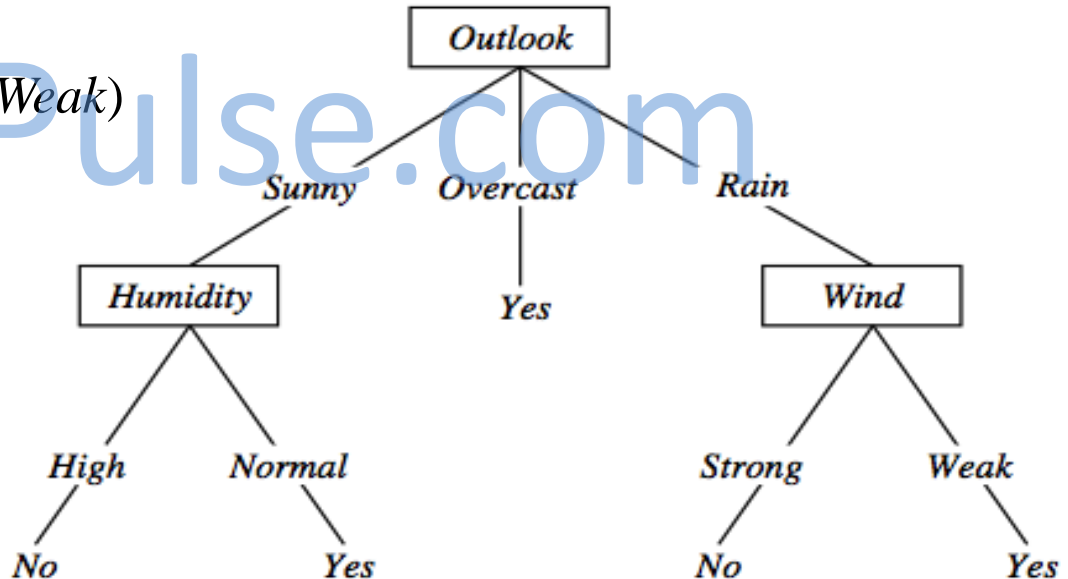 Outlook
Weak)
Pulse.com
Sunny Overcast Rain
Humidity Yes Wind
High Normal Strong Weak
No Yes No Yes